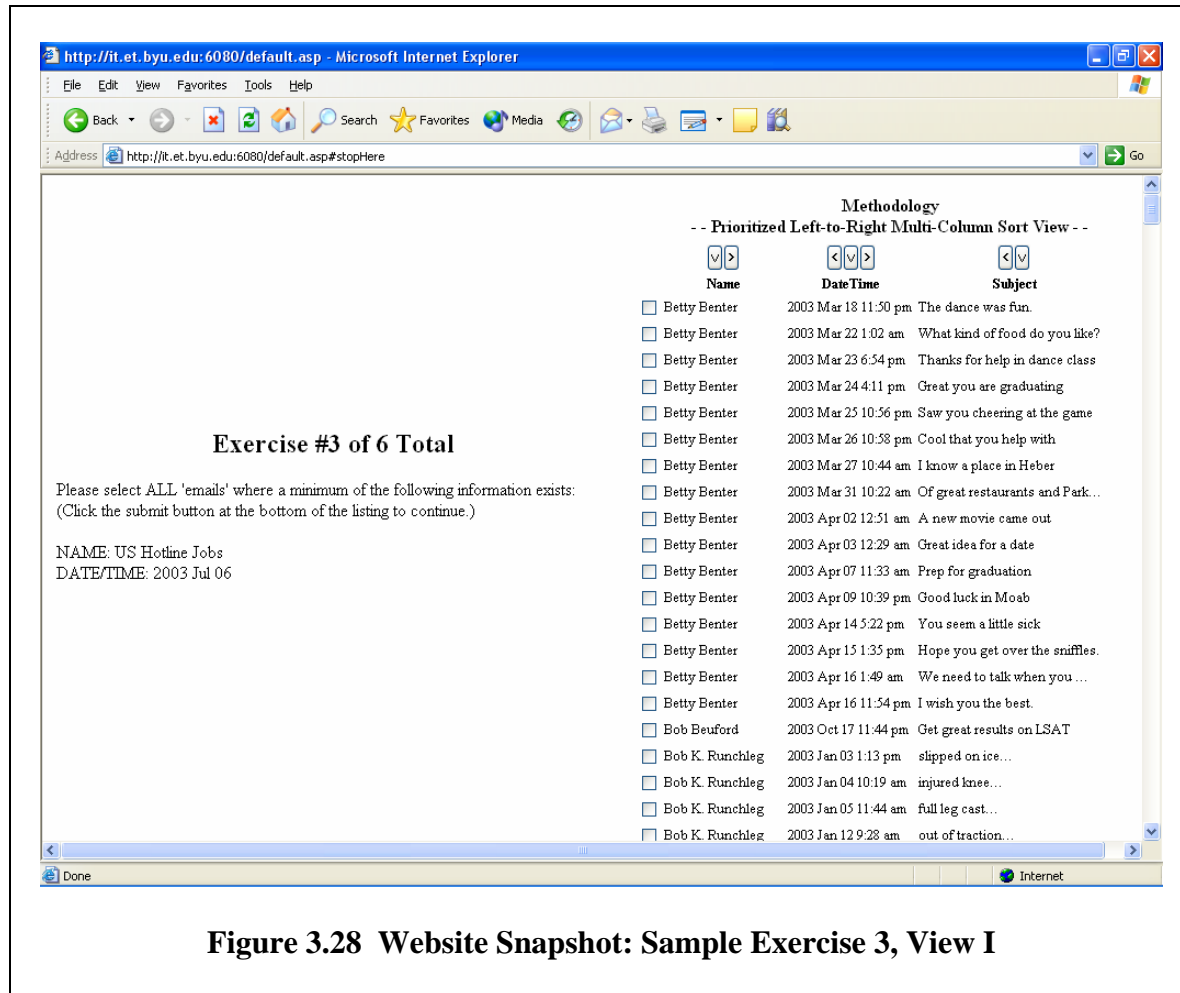 http://it.et.byu.edu:6080/default.asp - Microsoft Internet Explorer
File Edit View Favorites Tools Help
Back Search Favorites Media
Address http://it.et.byu.edu:6080/default.asp#stopHere Go
Exercise #3 of 6 Total
Please select ALL 'emails' where a minimum of the following information exists:
(Click the submit button at the bottom of the listing to continue.)
NAME: US Hotline Jobs
DATE/TIME: 2003 Jul 06
Methodology
- - Prioritized Left-to-Right Multi-Column Sort View - -
v > < v > < v
Name DateTime Subject
Betty Benter 2003 Mar 18 11:50 pm The dance was fun.
Betty Benter 2003 Mar 22 1:02 am What kind of food do you like?
Betty Benter 2003 Mar 23 6:54 pm Thanks for help in dance class
Betty Benter 2003 Mar 24 4:11 pm Great you are graduating
Betty Benter 2003 Mar 25 10:56 pm Saw you cheering at the game
Betty Benter 2003 Mar 26 10:58 pm Cool that you help with
Betty Benter 2003 Mar 27 10:44 am I know a place in Heber
Betty Benter 2003 Mar 31 10:22 am Of great restaurants and Park...
Betty Benter 2003 Apr 02 12:51 am A new movie came out
Betty Benter 2003 Apr 03 12:29 am Great idea for a date
Betty Benter 2003 Apr 07 11:33 am Prep for graduation
Betty Benter 2003 Apr 09 10:39 pm Good luck in Moab
Betty Benter 2003 Apr 14 5:22 pm You seem a little sick
Betty Benter 2003 Apr 15 1:35 pm Hope you get over the sniffles.
Betty Benter 2003 Apr 16 1:49 am We need to talk when you ...
Betty Benter 2003 Apr 16 11:54 pm I wish you the best.
Bob Beuford 2003 Oct 17 11:44 pm Get great results on LSAT
Bob K. Runchleg 2003 Jan 03 1:13 pm slipped on ice...
Bob K. Runchleg 2003 Jan 04 10:19 am injured knee...
Bob K. Runchleg 2003 Jan 05 11:44 am full leg cast...
Bob K. Runchleg 2003 Jan 12 9:28 am out of traction...
Done Internet
Figure 3.28 Website Snapshot: Sample Exercise 3, View I